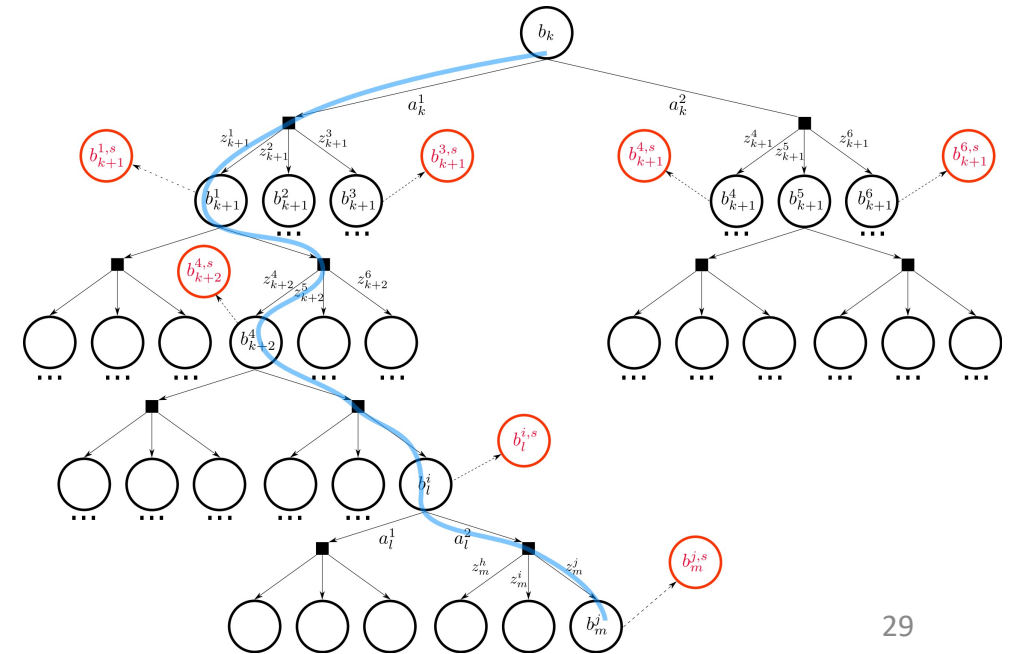 b_k
a_k^1 a_k^2
z_{k+1}^1 z_{k+1}^2 z_{k+1}^3 z_{k+1}^4 z_{k+1}^5 z_{k+1}^6
b_{k+1}^{1,s} b_{k+1}^{3,s} b_{k+1}^{4,s} b_{k+1}^{6,s}
b_{k+1}^1 b_{k+1}^2 b_{k+1}^3 b_{k+1}^4 b_{k+1}^5 b_{k+1}^6
... ... ... ...
b_{k+2}^{4,s} z_{k+2}^4 z_{k+2}^5 z_{k+2}^6
b_{k+2}^4
... ... ... ... ... ... ... ... ... ... ...
b_l^{i,s}
b_l^i
... ... ... ... ...
a_l^1 a_l^2
z_m^h z_m^i z_m^j b_m^{j,s}
b_m^j
29